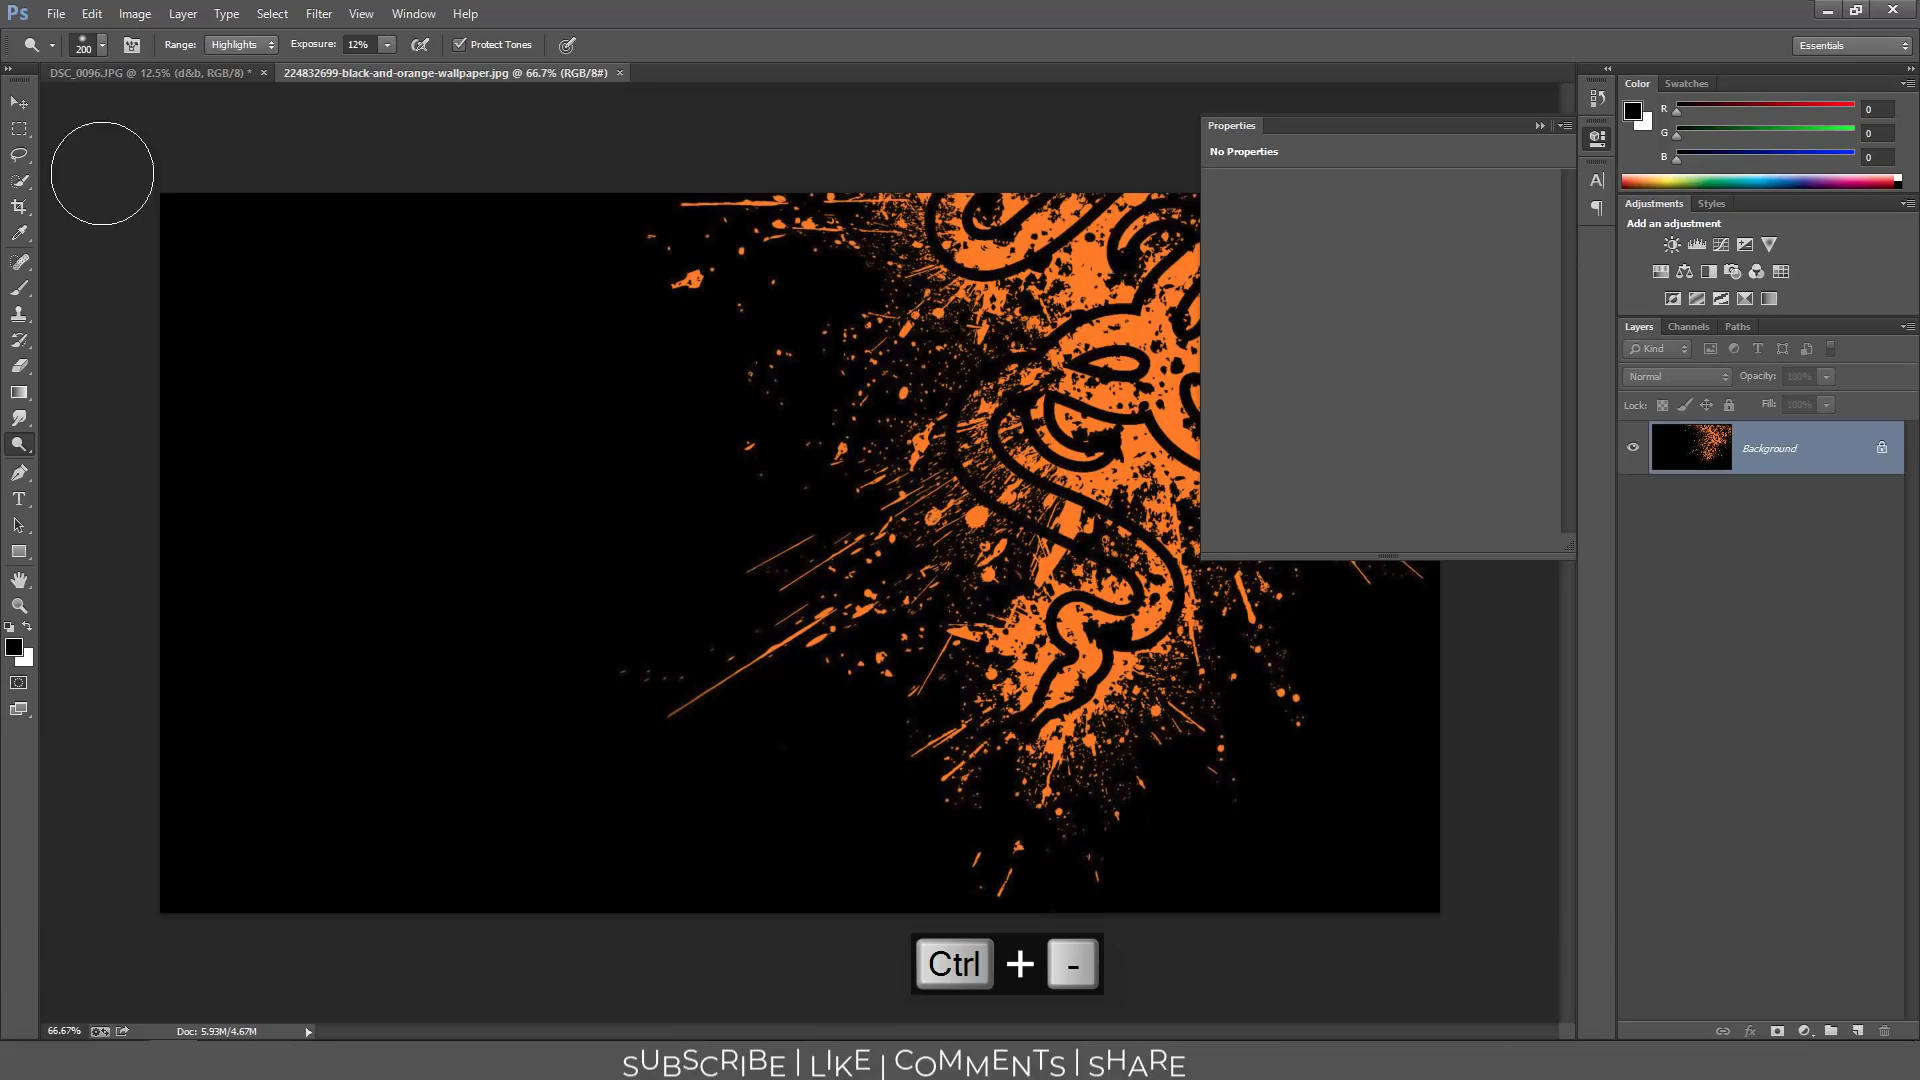 Ps File Edit Image Layer Type Select Filter View Window Help
200 Range: Highlights Exposure: 12% Protect Tones Essentials
DSC_0096.JPG @ 12.5% (d&b, RGB/8) * × 224832699-black-and-orange-wallpaper.jpg @ 66.7% (RGB/8#) ×
Color Swatches
R 0
G 0
B 0
Properties
No Properties
Adjustments Styles
Add an adjustment
Layers Channels Paths
Kind
Normal Opacity: 100%
Lock: Fill: 100%
Background
Ctrl + -
66.67% Doc: 5.93M/4.67M
SUBSCRIBE | LIKE | COMMENTS | SHARE